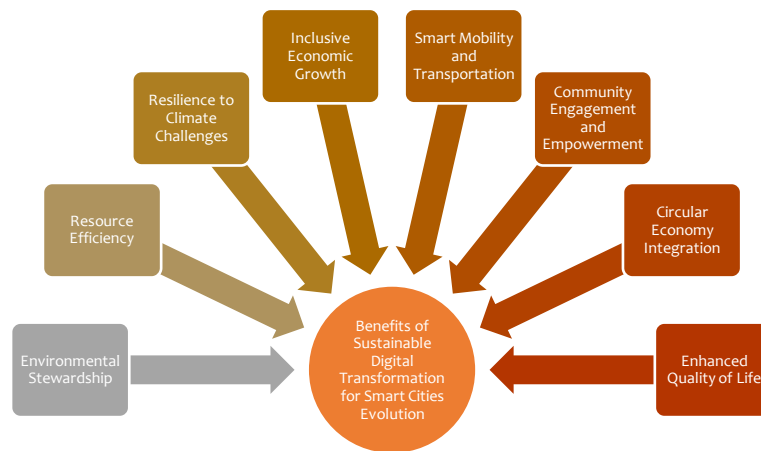 Inclusive
Economic
Growth
Smart Mobility
and
Transportation
Resilience to
Climate
Challenges
Community
Engagement
and
Empowerment
Resource
Efficiency
Circular
Economy
Integration
Environmental
Stewardship
Benefits of
Sustainable
Digital
Transformation
for Smart Cities
Evolution
Enhanced
Quality of Life